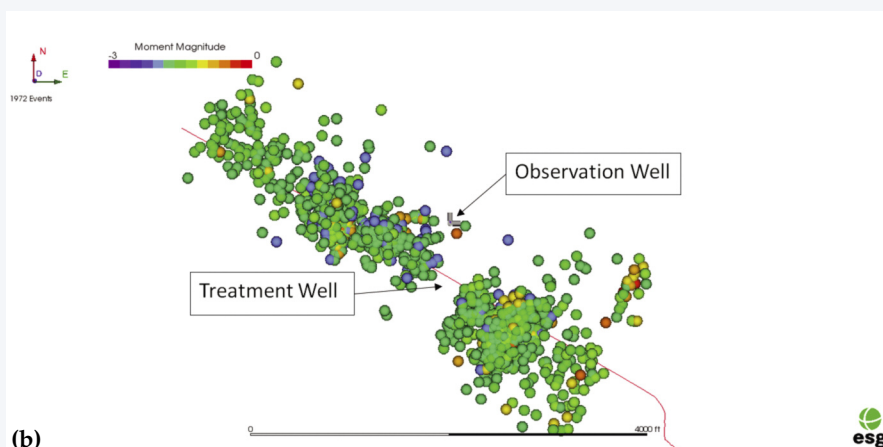 Moment Magnitude
-3 0
N
D E
1972 Events
Observation Well
Treatment Well
0 4000 ft
(b)
esg